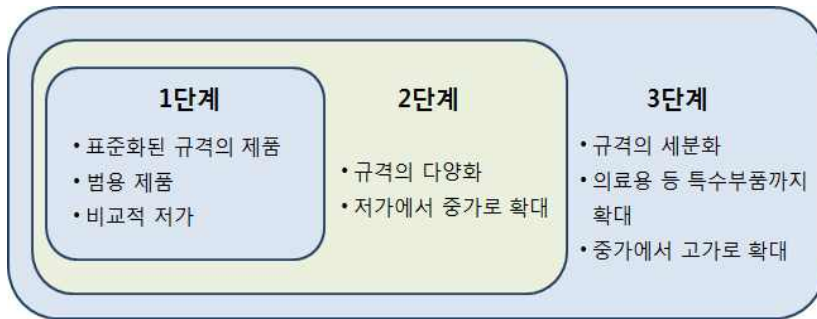 1단계
• 표준화된 규격의 제품
• 범용 제품
• 비교적 저가
2단계
• 규격의 다양화
• 저가에서 중가로 확대
3단계
• 규격의 세분화
• 의료용 등 특수부품까지
확대
• 중가에서 고가로 확대